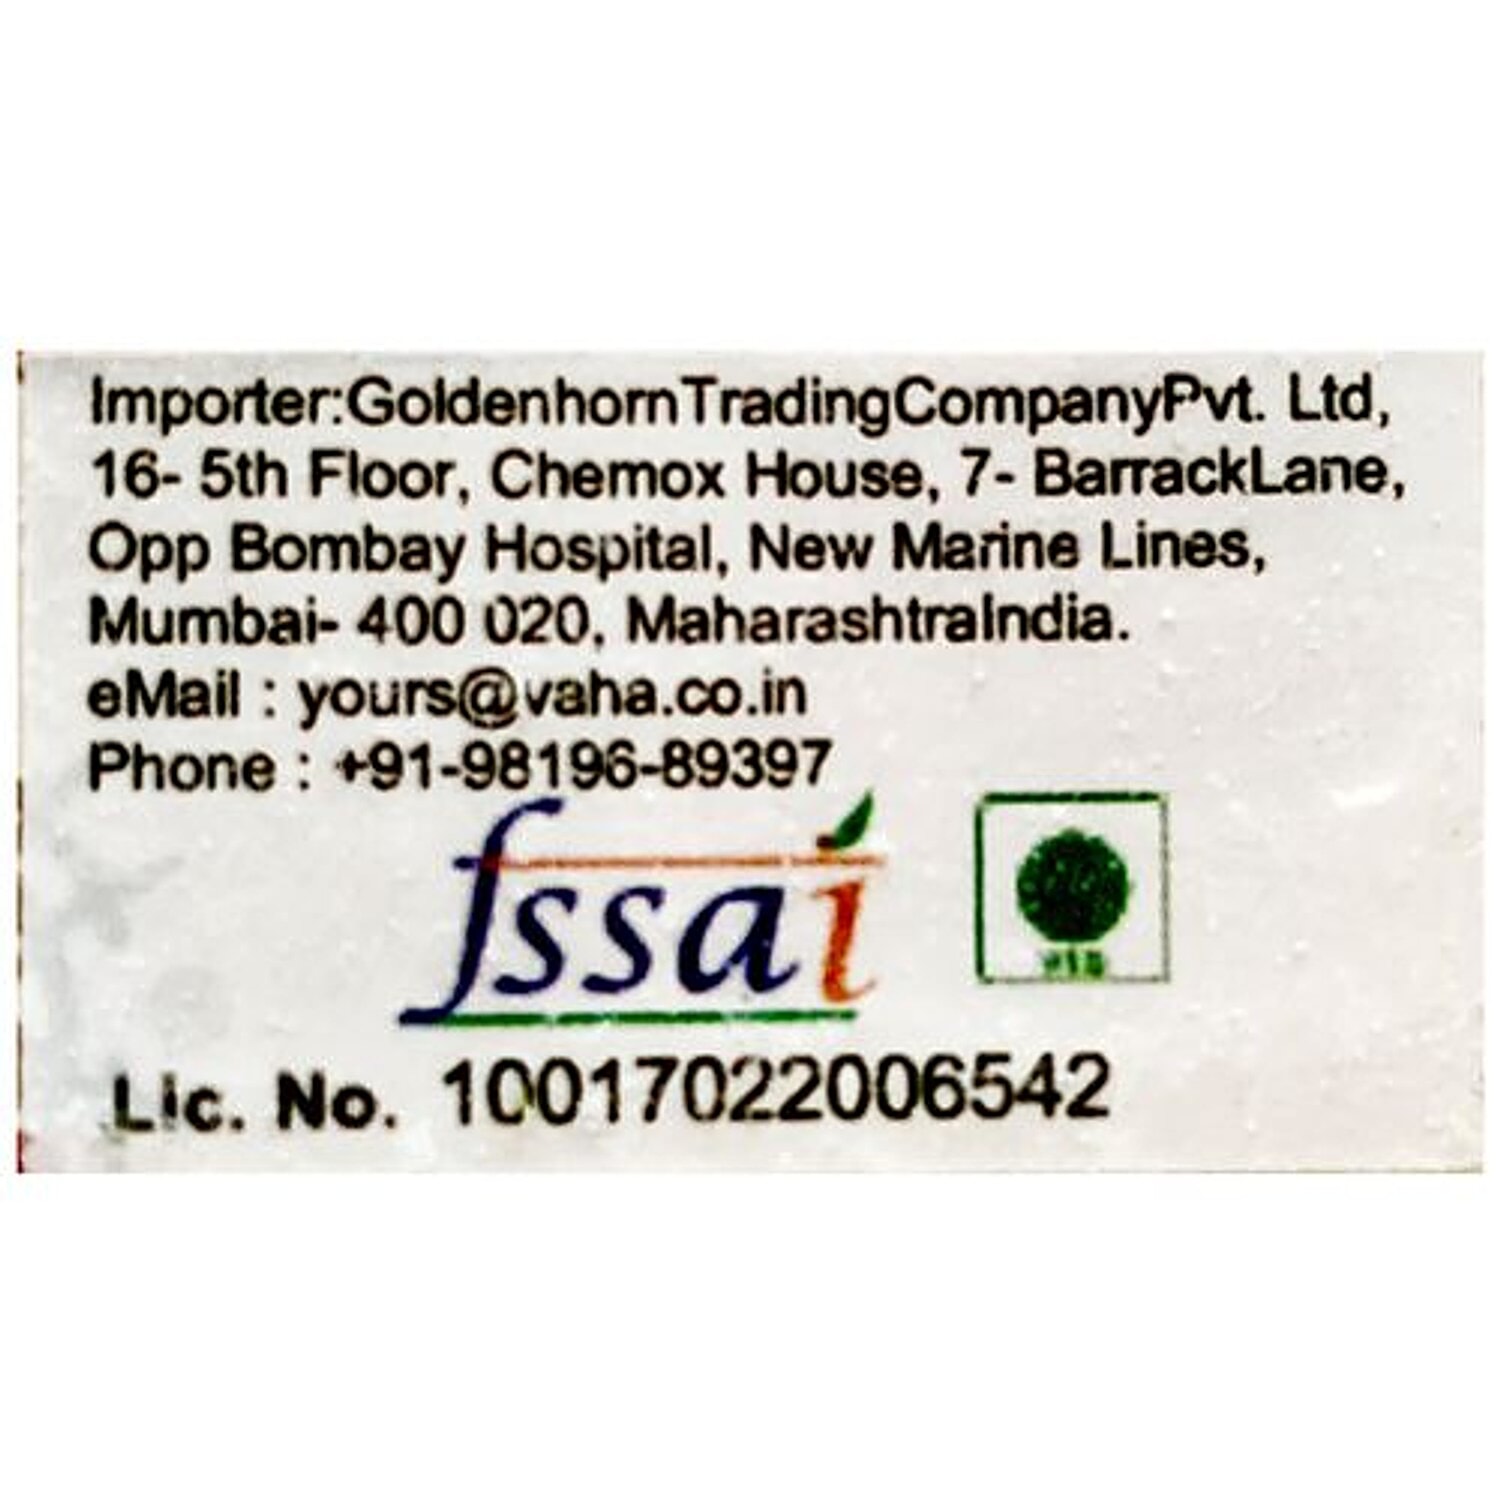 Importer:GoldenhornTradingCompanyPvt. Ltd,
16- 5th Floor, Chemox House, 7- BarrackLane,
Opp Bombay Hospital, New Marine Lines,
Mumbai- 400 020, MaharashtraIndia.
eMail : yours@vaha.co.in
Phone : +91-98196-89397
fssai
Lic. No. 10017022006542